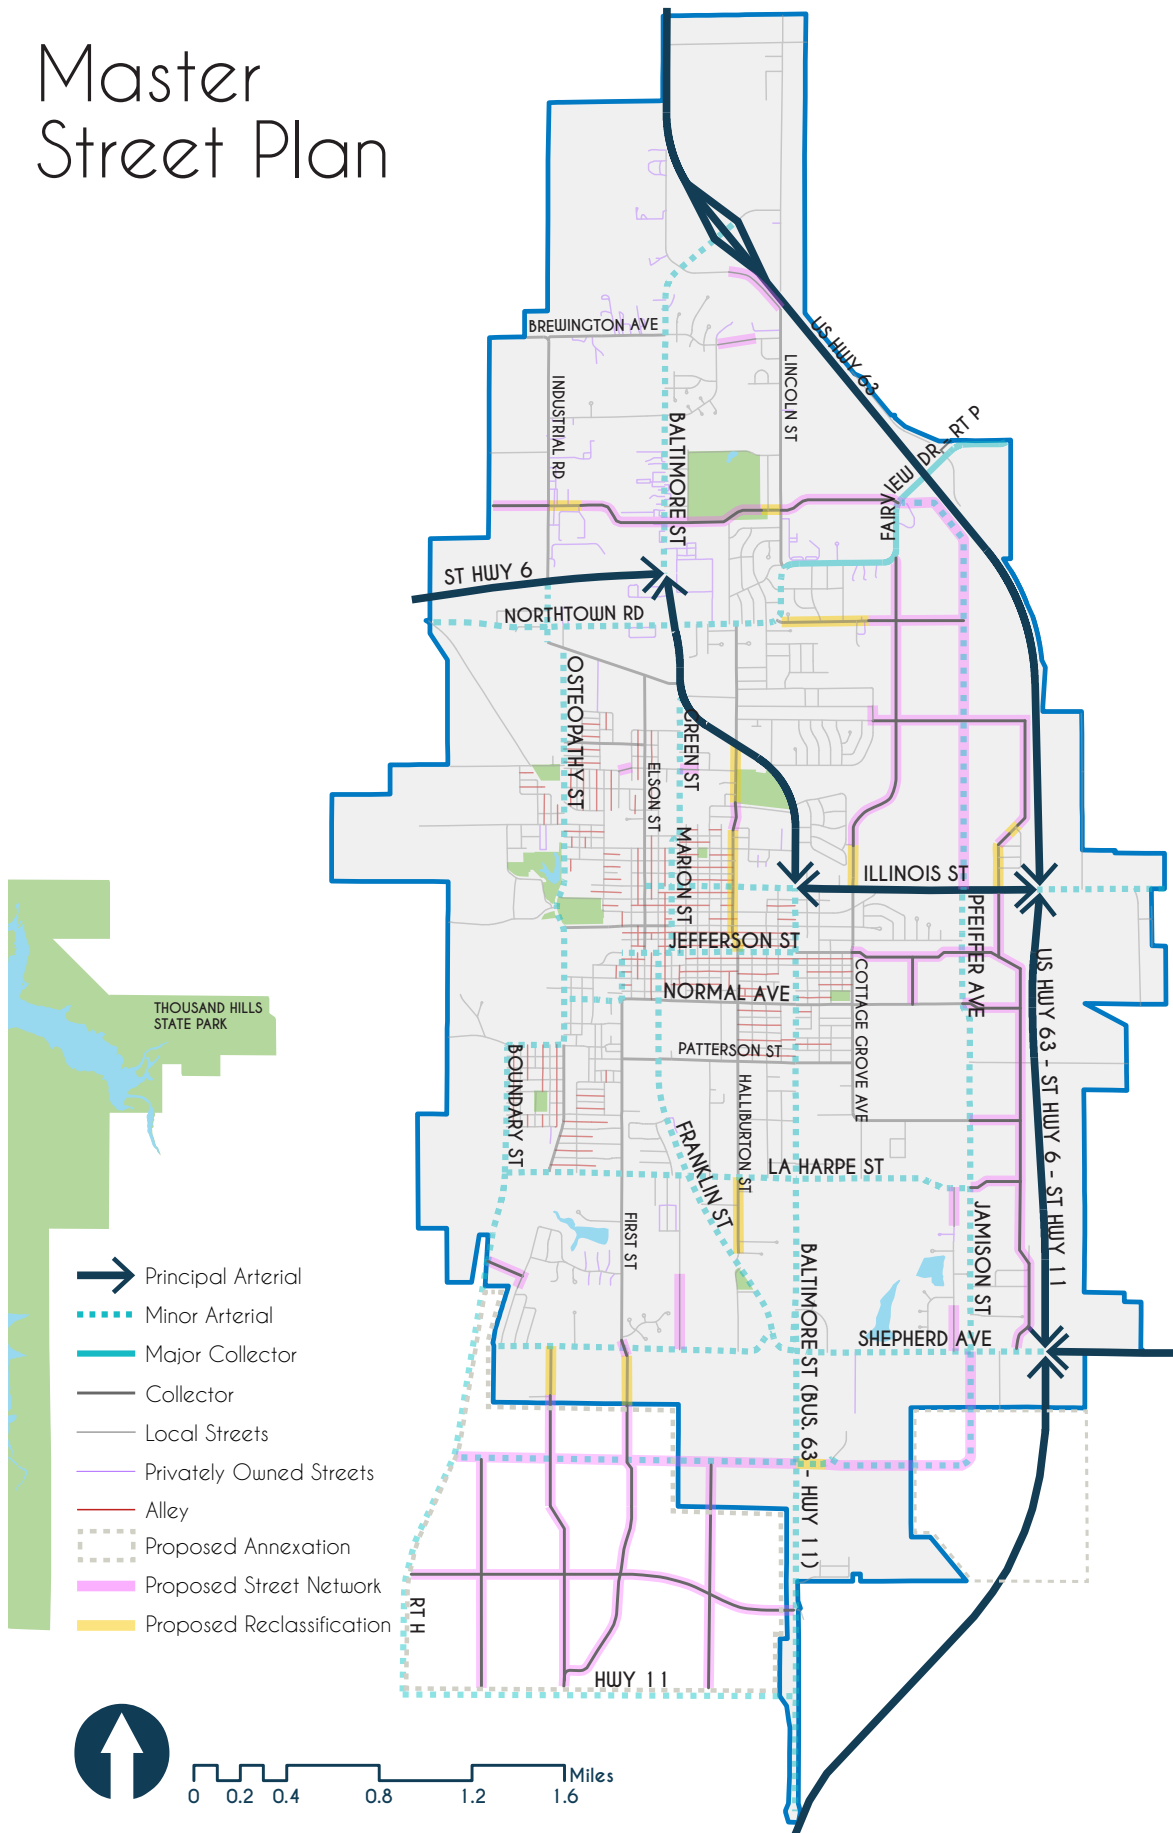 Master
Street Plan
US HWY 63
BREWINGTON AVE
LINCOLN ST
INDUSTRIAL RD
BALTIMORE ST
FAIRVIEW DR - RT P
ST HWY 6
NORTHTOWN RD
OSTEOPATHY ST
GREEN ST
ELSON ST
MARION ST
ILLINOIS ST
PFEIFFER AVE
JEFFERSON ST
COTTAGE GROVE AVE
US HWY 63 - ST HWY 6 - ST HWY 11
NORMAL AVE
THOUSAND HILLS
STATE PARK
PATTERSON ST
BOUNDARY ST
HALLIBURTON ST
FRANKLIN ST
LA HARPE ST
FIRST ST
JAMISON ST
BALTIMORE ST (BUS. 63 - HWY 11)
SHEPHERD AVE
RT H
HWY 11
Principal Arterial
Minor Arterial
Major Collector
Collector
Local Streets
Privately Owned Streets
Alley
Proposed Annexation
Proposed Street Network
Proposed Reclassification
Miles
0 0.2 0.4 0.8 1.2 1.6